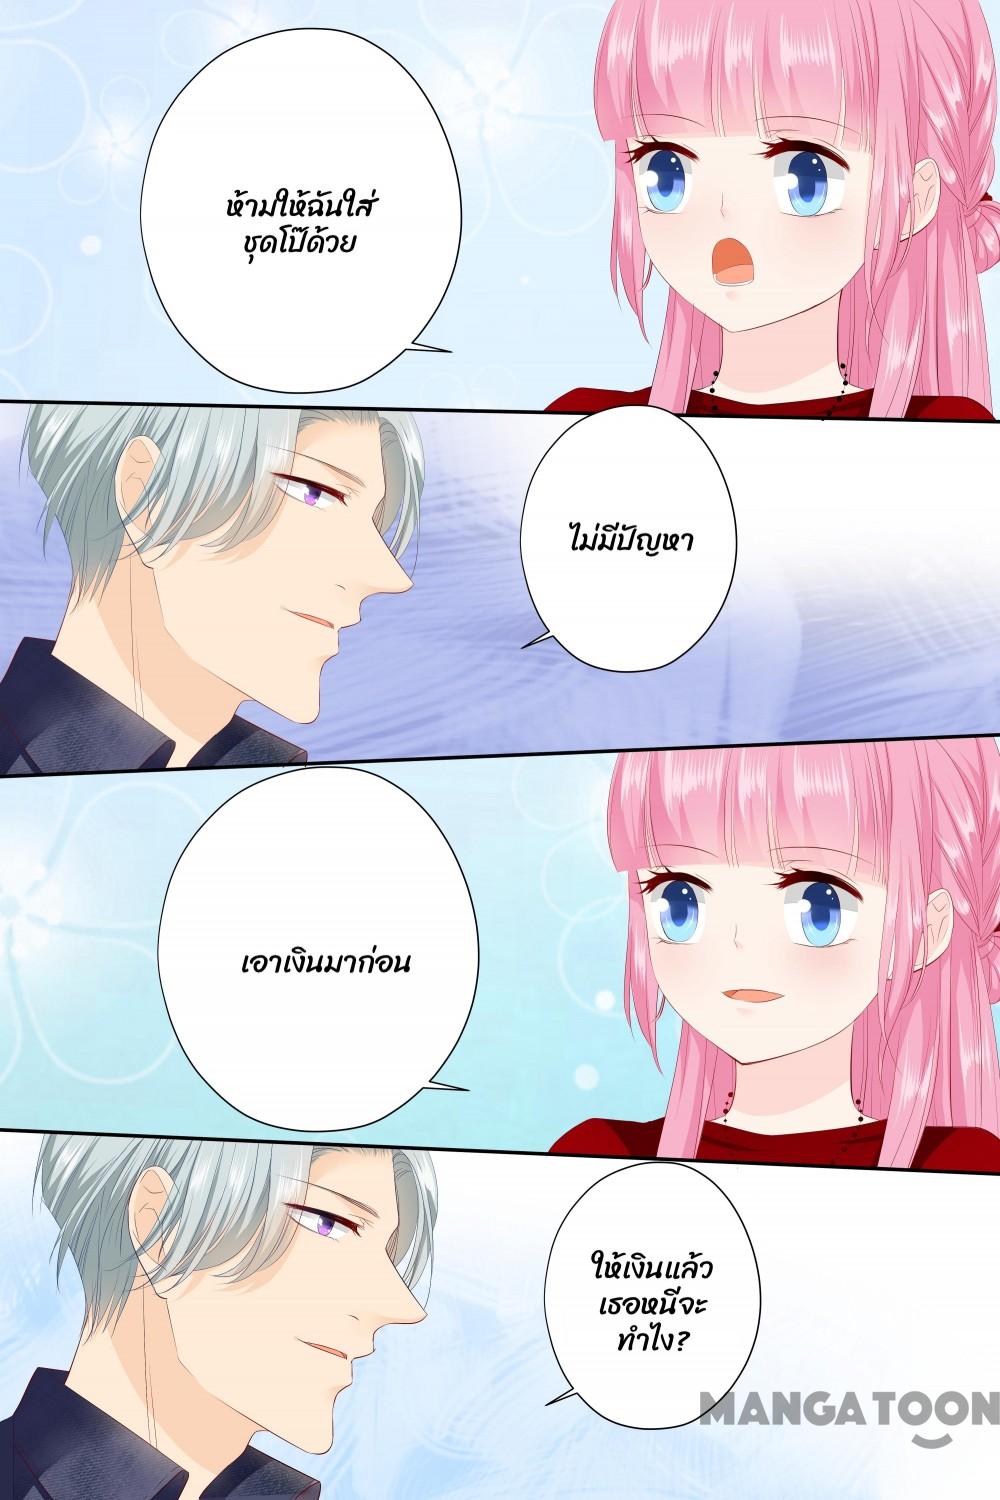 ห้ามให้ฉันใส่
ชุดโป๊ด้วย
ไม่มีปัญหา
เอาเงินมาก่อน
ให้เงินแล้ว
เธอหนีจะ
ทำไง?
MANGATOON